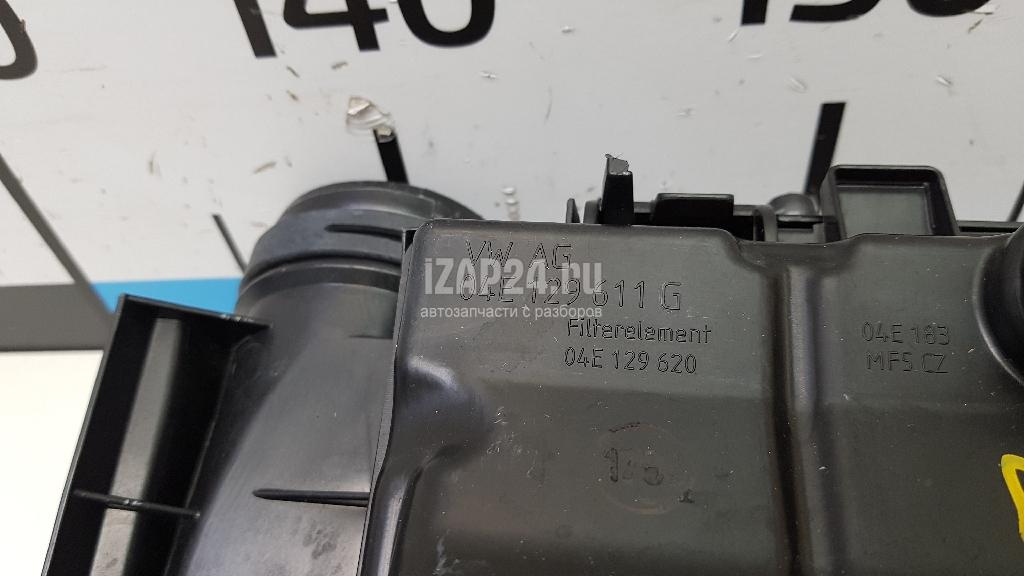 140
VW AG
04E 129 611 G
iZAP24.ru
автозапчасти с разборов
Filterelement
04E 129 620
04E 183
MFS CZ